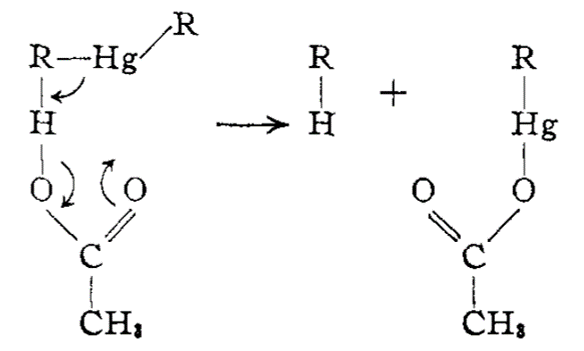 R
R—Hg R R
H + H Hg
O O O O
C C
CH₃ CH₃